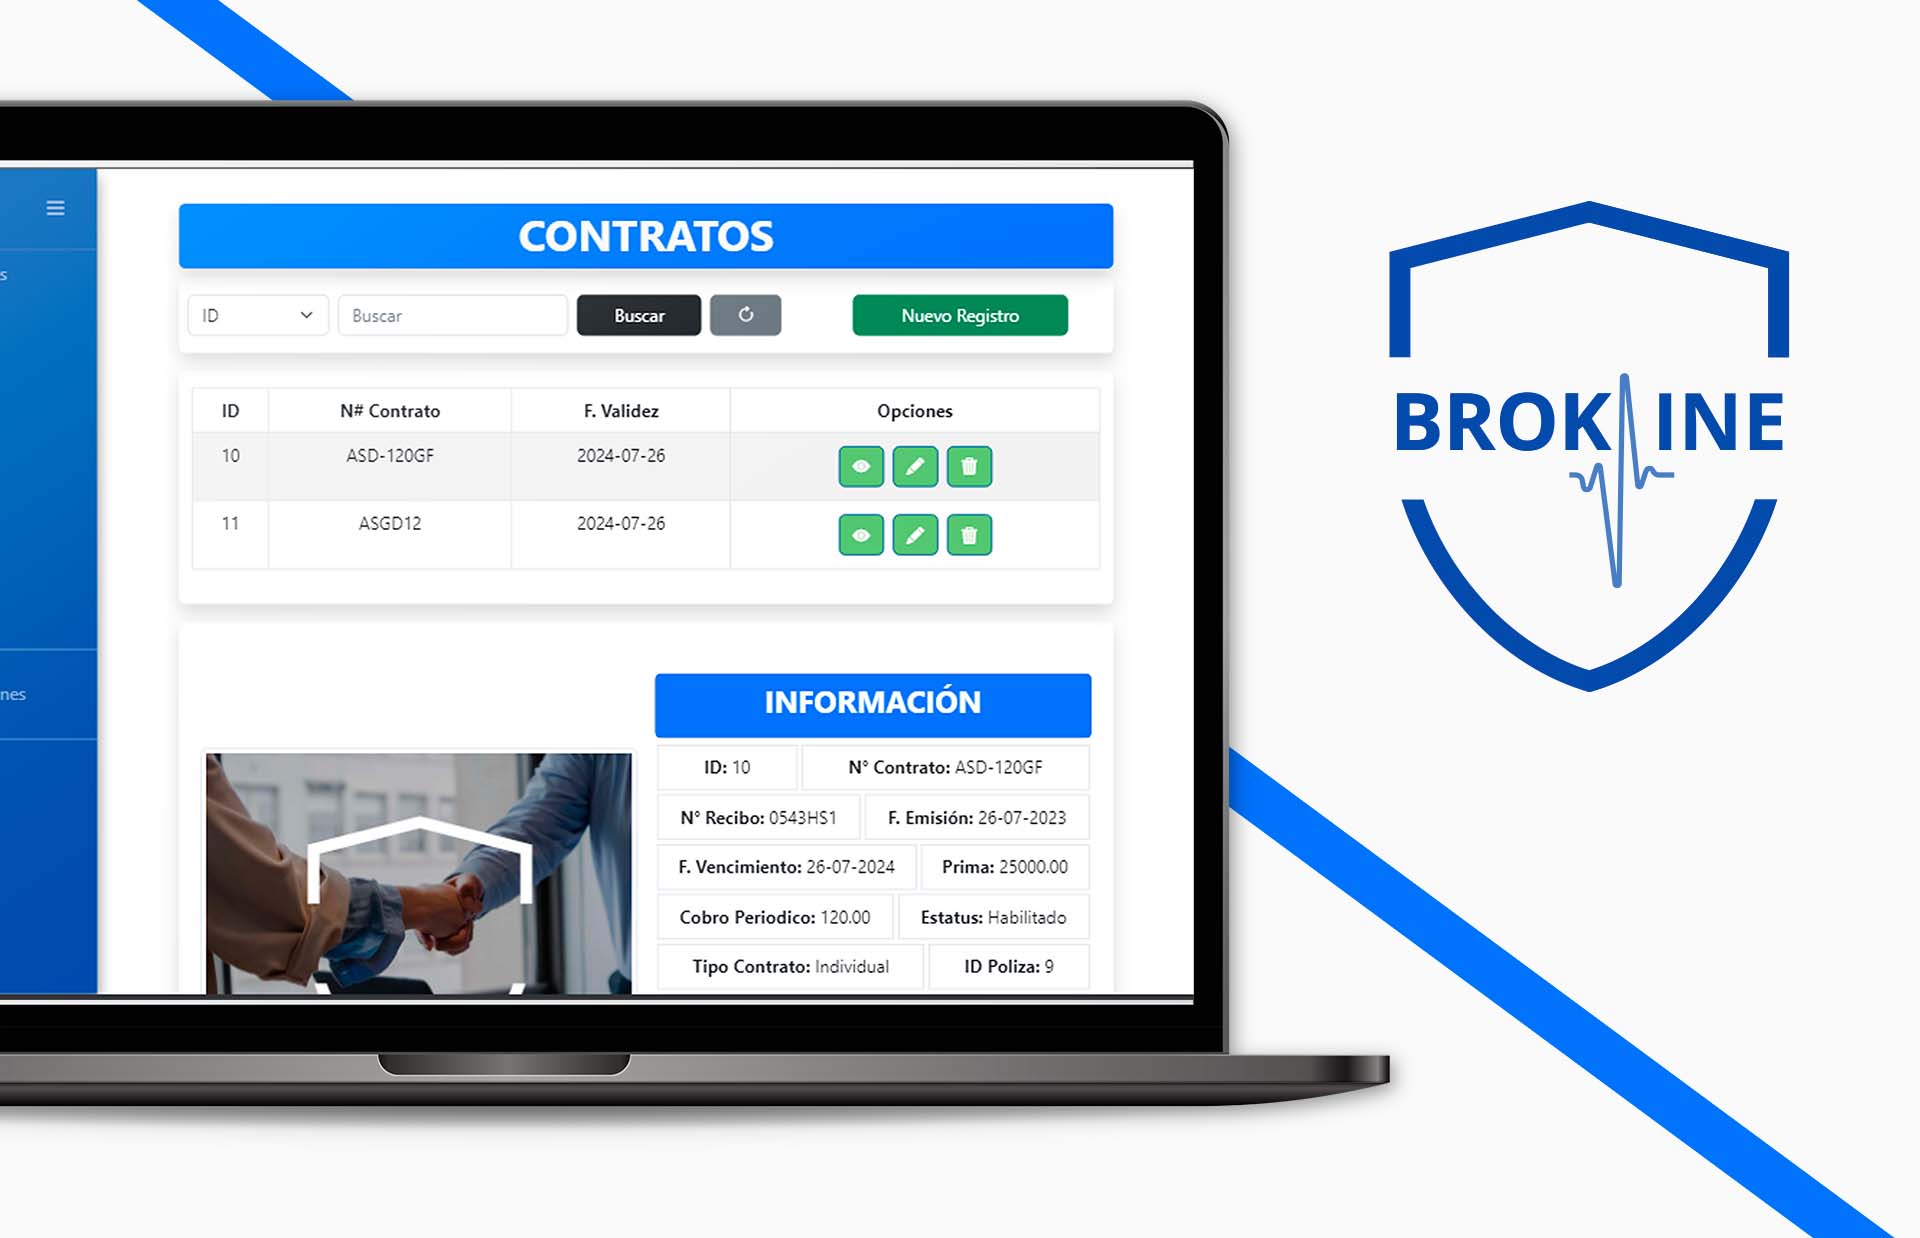 CONTRATOS
ID Buscar Buscar Nuevo Registro
ID N# Contrato F. Validez Opciones
10 ASD-120GF 2024-07-26
11 ASGD12 2024-07-26
INFORMACIÓN
ID: 10 N° Contrato: ASD-120GF
N° Recibo: 0543HS1 F. Emisión: 26-07-2023
F. Vencimiento: 26-07-2024 Prima: 25000.00
Cobro Periodico: 120.00 Estatus: Habilitado
Tipo Contrato: Individual ID Poliza: 9
s
nes
BROKLINE